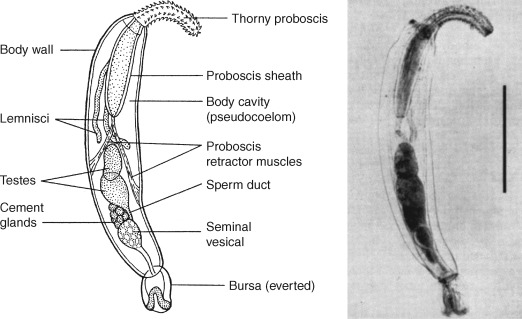 Thorny proboscis
Body wall
Proboscis sheath
Body cavity
(pseudocoelom)
Lemnisci
Proboscis
retractor muscles
Testes
Sperm duct
Cement
glands
Seminal
vesical
Bursa (everted)